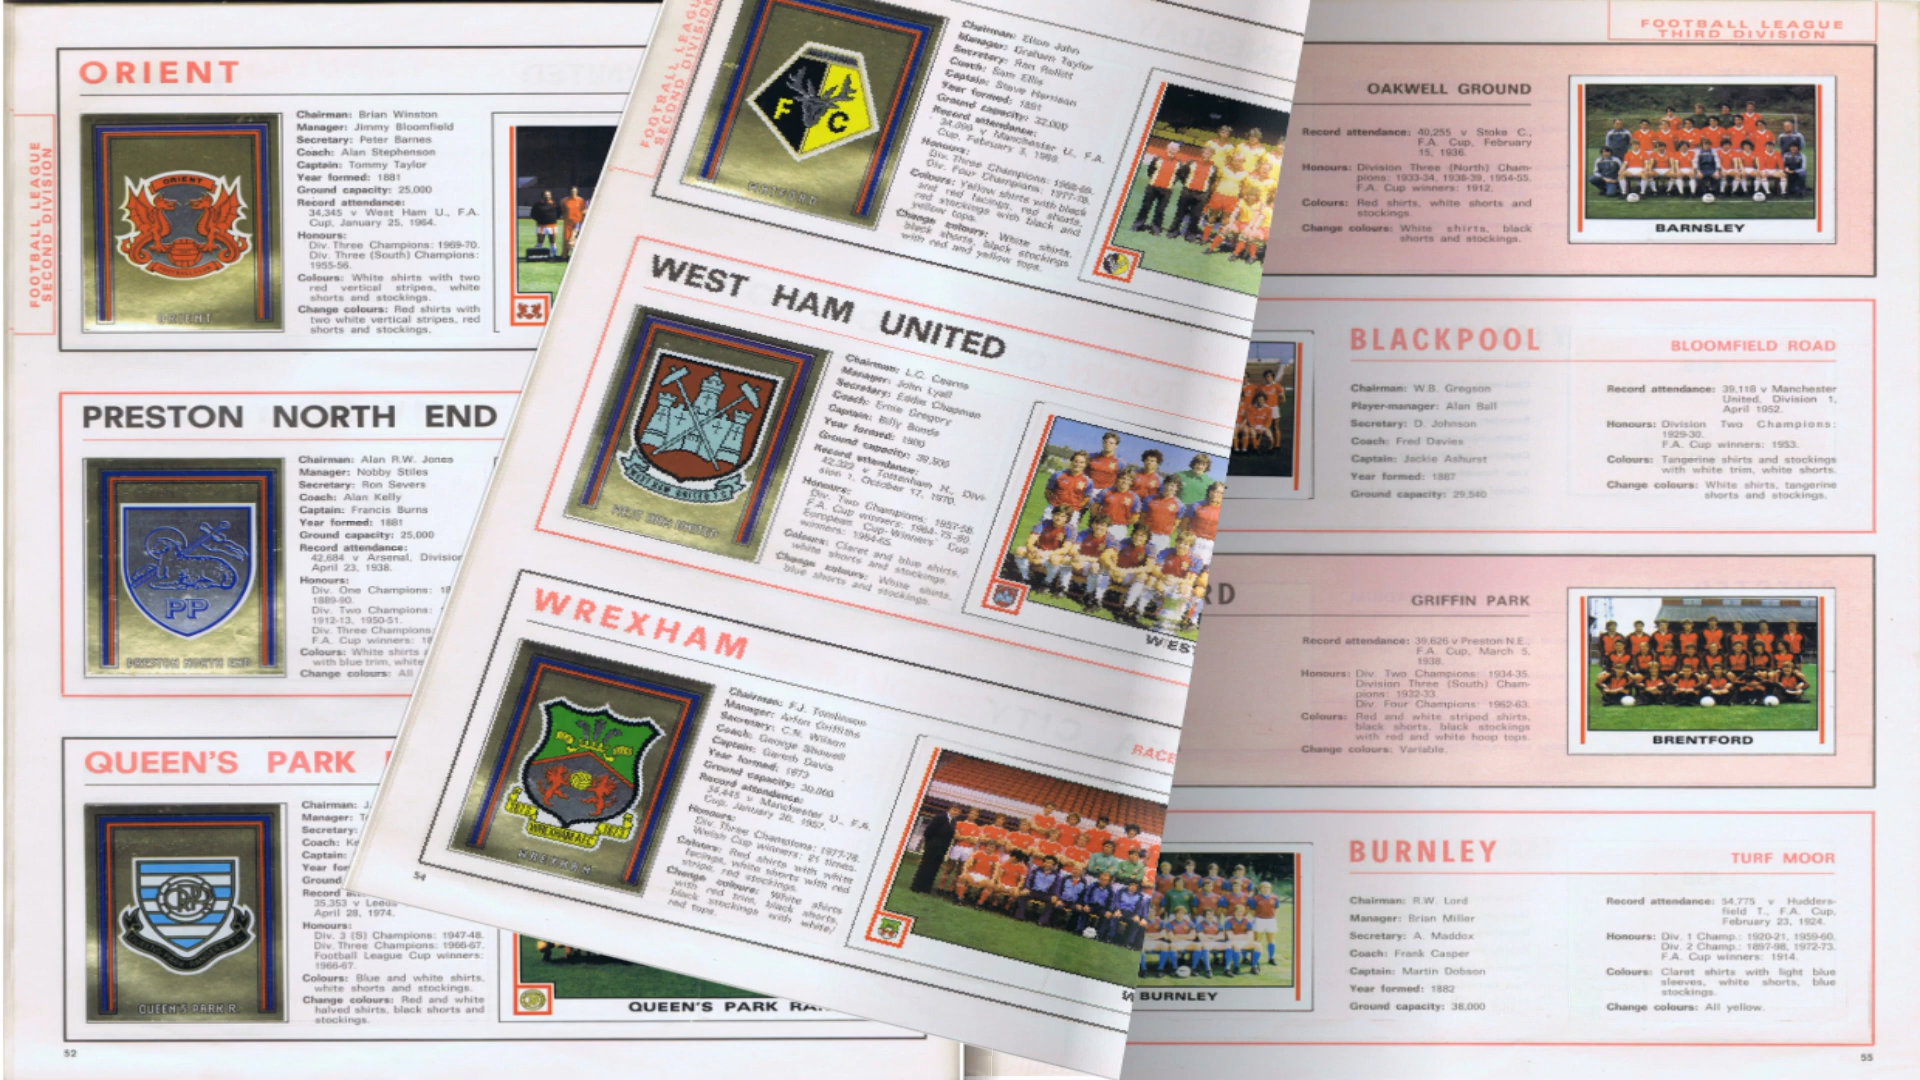 ORIENT
FOOTBALL LEAGUE
SECOND DIVISION
ORIENT
ORIENT
Chairman: Brian Winston
Manager: Jimmy Bloomfield
Secretary: Peter Barnes
Coach: Alan Stephenson
Captain: Tommy Taylor
Year formed: 1881
Ground capacity: 25,000
Record attendance:
34,345 v West Ham U., F.A.
Cup, January 25, 1964.
Honours:
Div. Three Champions: 1969-70.
Div. Three (South) Champions:
1955-56.
Colours: White shirts with two
red vertical stripes, white
shorts and stockings.
Change colours: Red shirts with
two white vertical stripes, red
shorts and stockings.
PRESTON NORTH END
PP
PRESTON NORTH END
Chairman: Alan R.W. Jones
Manager: Nobby Stiles
Secretary: Ron Severs
Coach: Alan Kelly
Captain: Francis Burns
Year formed: 1881
Ground capacity: 25,000
Record attendance:
42,684 v Arsenal, Division
April 23, 1938.
Honours:
Div. One Champions:
1889-90.
Div. Two Champions:
1912-13, 1950-51.
Div. Three Champions:
F.A. Cup winners:
Colours: White shirts
with blue trim, white
Change colours: All
QUEEN'S PARK
QUEEN'S PARK R.
Chairman: J.
Manager:
Secretary:
Coach:
Captain:
Year
Ground
Record
35,353 v Leeds
April 28, 1974.
Honours:
Div. 3 (S) Champions: 1947-48.
Div. Three Champions: 1966-67.
Football League Cup winners:
1966-67.
Colours: Blue and white shirts,
white shorts and stockings.
Change colours: Red and white
halved shirts, black shorts and
stockings.
QUEEN'S PARK
52
FOOTBALL LEAGUE
SECOND DIVISION
F C
WATFORD
Chairman: Elton John
Manager: Graham Taylor
Secretary: Ron Rollitt
Coach: Sam Ellis
Captain: Steve Harrison
Year formed: 1891
Ground capacity: 32,000
Record attendance:
34,099 v Manchester U., F.A.
Cup, February 3, 1969.
Honours:
Div. Three Champions: 1968-69.
Div. Four Champions: 1977-78.
Colours: Yellow shirts with black
and red facings, red shorts,
red stockings with black and
yellow tops.
Change colours: White shirts,
black shorts, black stockings
with red and yellow tops.
WEST HAM UNITED
WEST HAM UNITED F.C.
WEST HAM UNITED
Chairman: L.C. Cearns
Manager: John Lyall
Secretary: Eddie Chapman
Coach: Ernie Gregory
Captain: Billy Bonds
Year formed: 1900
Ground capacity:
Record attendance:
42,322 v Tottenham H., Divi-
sion 1, October 17, 1970.
Honours:
Div. Two Champions: 1957-58.
F.A. Cup winners: 1964-75-80.
European Cup-Winners' Cup
winners: 1964-65.
Colours: Claret and blue shirts,
white shorts and stockings.
Change colours: White shirts,
blue shorts and stockings.
WEST
WREXHAM
1873 WREXHAM A.F.C. 1873
WREXHAM
Chairman: F.J. Tomlinson
Manager: Arfon Griffiths
Secretary: C.N. Wilson
Coach: George Showell
Captain: Gareth Davis
Year formed: 1873
Ground capacity: 30,000
Record attendance:
34,445 v Manchester U., F.A.
Cup, January 26, 1957.
Honours:
Div. Three Champions: 1977-78.
Welsh Cup winners: 21 times.
Colours: Red shirts with white
facings, white shorts with red
stripe, red stockings.
Change colours: White shirts
with red trim, black shorts,
black stockings with white/
red tops.
RACE
54
FOOTBALL LEAGUE
THIRD DIVISION
OAKWELL GROUND
Record attendance: 40,255 v Stoke C.,
F.A. Cup, February
15, 1936.
Honours: Division Three (North) Cham-
pions: 1933-34, 1938-39, 1954-55.
F.A. Cup winners: 1912.
Colours: Red shirts, white shorts and
stockings.
Change colours: White shirts, black
shorts and stockings.
BARNSLEY
BLACKPOOL
BLOOMFIELD ROAD
Chairman: W.B. Gregson
Player-manager: Alan Ball
Secretary: D. Johnson
Coach: Fred Davies
Captain: Jackie Ashurst
Year formed: 1887
Ground capacity: 29,540
Record attendance: 39,118 v Manchester
United, Division 1,
April 1952.
Honours: Division Two Champions:
1929-30.
F.A. Cup winners: 1953.
Colours: Tangerine shirts and stockings
with white trim, white shorts.
Change colours: White shirts, tangerine
shorts and stockings.
RD
GRIFFIN PARK
Record attendance: 39,626 v Preston N.E.,
F.A. Cup, March 5,
1938.
Honours: Div. Two Champions: 1934-35.
Division Three (South) Cham-
pions: 1932-33.
Div. Four Champions: 1962-63.
Colours: Red and white striped shirts,
black shorts, black stockings
with red and white hoop tops.
Change colours: Variable.
BRENTFORD
BURNLEY
TURF MOOR
Chairman: R.W. Lord
Manager: Brian Miller
Secretary: A. Maddox
Coach: Frank Casper
Captain: Martin Dobson
Year formed: 1882
Ground capacity: 38,000
Record attendance: 54,775 v Hudders-
field T., F.A. Cup,
February 23, 1924.
Honours: Div. 1 Champ.: 1920-21, 1959-60.
Div. 2 Champ.: 1897-98, 1972-73.
F.A. Cup winners: 1914.
Colours: Claret shirts with light blue
sleeves, white shorts, blue
stockings.
Change colours: All yellow.
BURNLEY
55